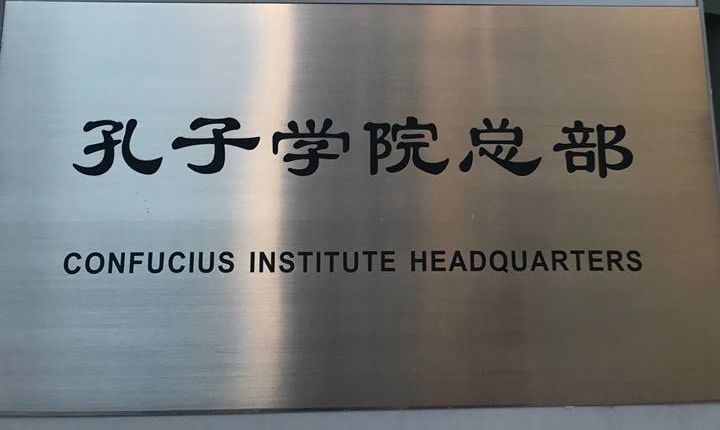 孔子学院总部
CONFUCIUS INSTITUTE HEADQUARTERS